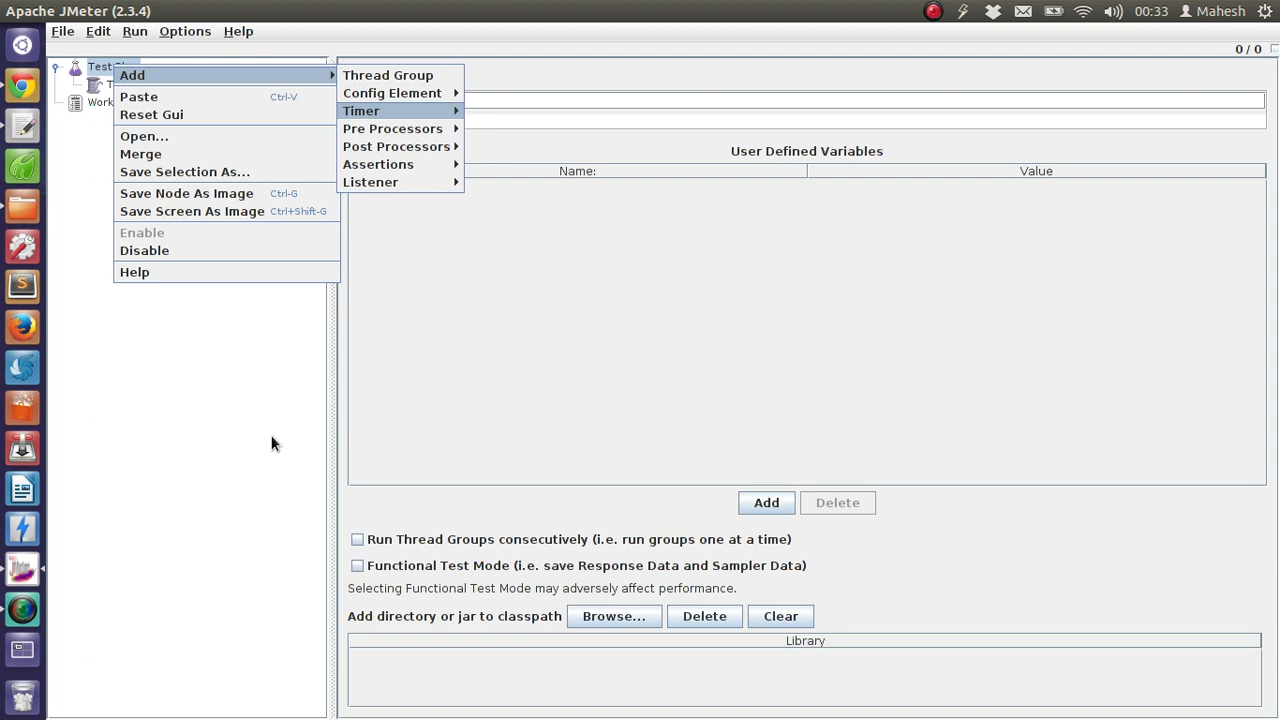 Apache JMeter (2.3.4)
00:33 Mahesh
File Edit Run Options Help
0 / 0
Test
Add
Paste Ctrl-V
Reset Gui
Open...
Merge
Save Selection As...
Save Node As Image Ctrl-G
Save Screen As Image Ctrl+Shift-G
Enable
Disable
Help
Thread Group
Config Element
Timer
Pre Processors
Post Processors
Assertions
Listener
T
Work
User Defined Variables
Name: Value
Add Delete
Run Thread Groups consecutively (i.e. run groups one at a time)
Functional Test Mode (i.e. save Response Data and Sampler Data)
Selecting Functional Test Mode may adversely affect performance.
Add directory or jar to classpath Browse... Delete Clear
Library